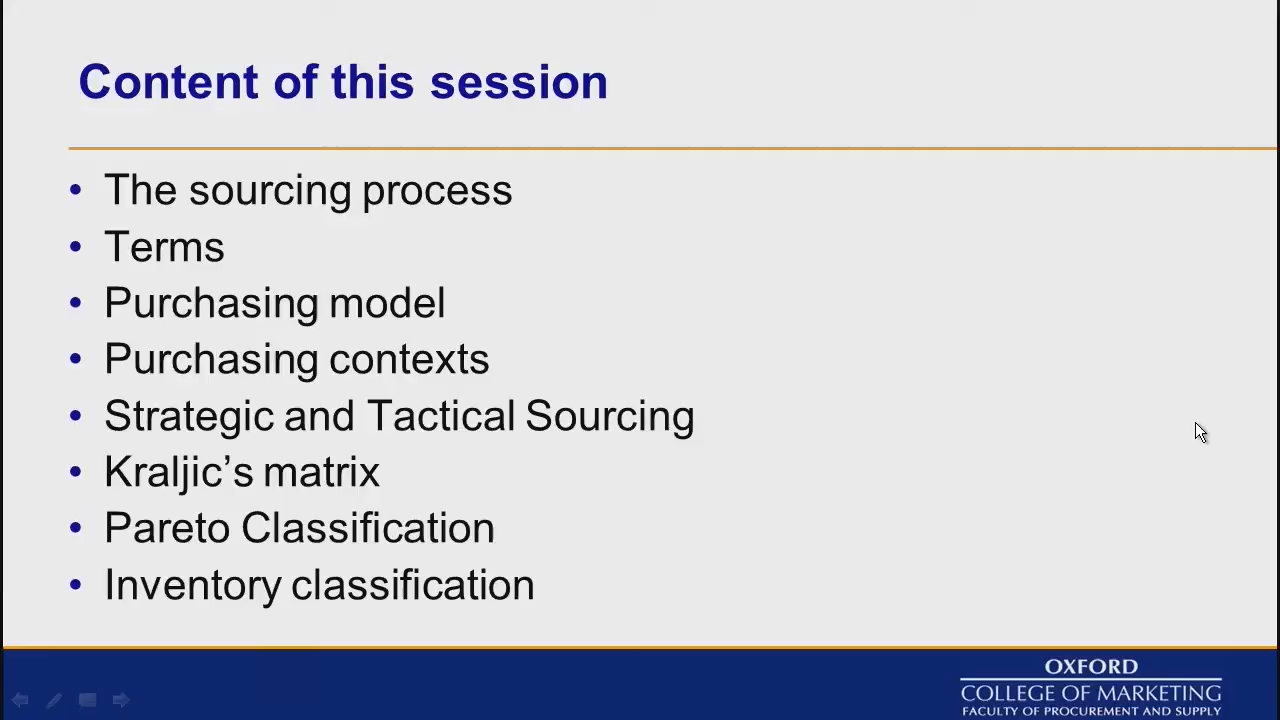 Content of this session
• The sourcing process
• Terms
• Purchasing model
• Purchasing contexts
• Strategic and Tactical Sourcing
• Kraljic’s matrix
• Pareto Classification
• Inventory classification
OXFORD
COLLEGE OF MARKETING
FACULTY OF PROCUREMENT AND SUPPLY